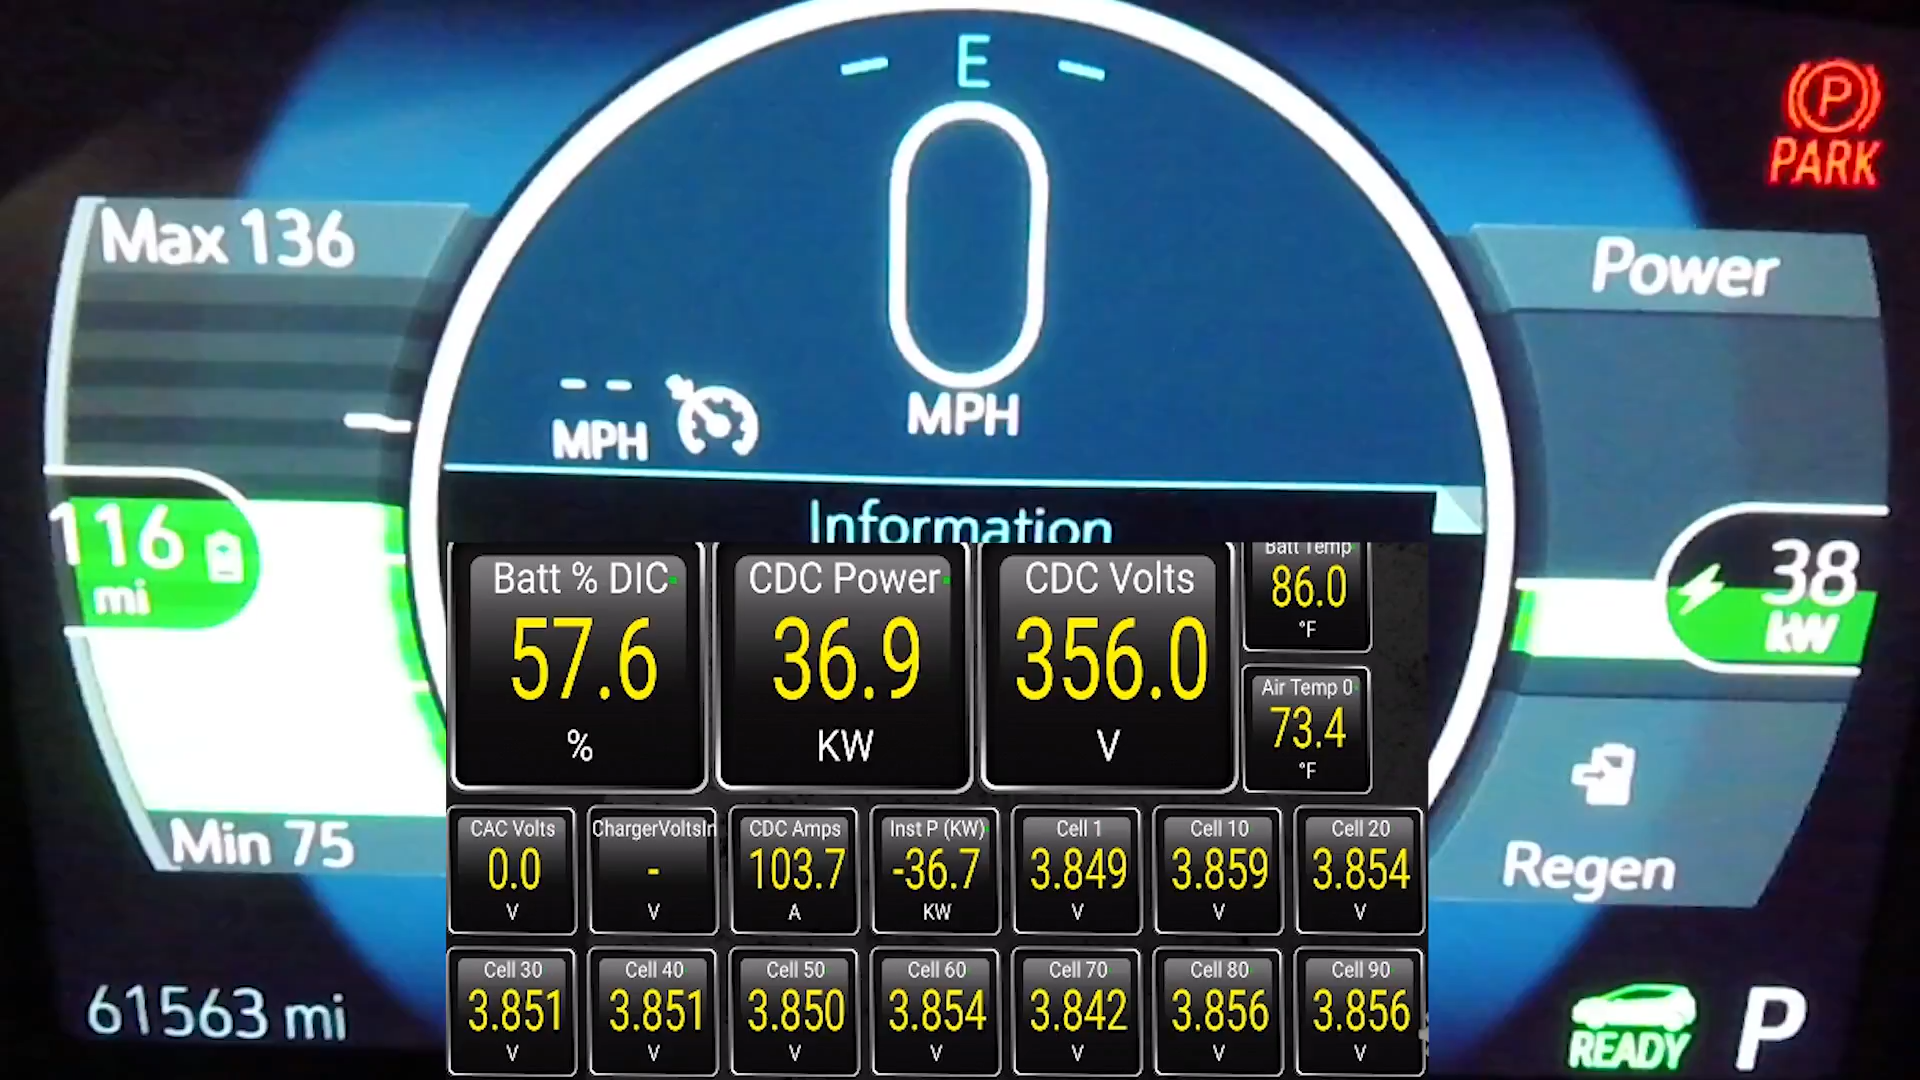 E
P
PARK
Max 136
0
Power
-- MPH
MPH
Information
116
mi
38
kW
Batt % DIC
57.6
%
CDC Power
36.9
KW
CDC Volts
356.0
V
Batt Temp
86.0
°F
Air Temp 0
73.4
°F
Min 75
Regen
CAC Volts
0.0
V
ChargerVoltsIn
-
V
CDC Amps
103.7
A
Inst P (KW)
-36.7
KW
Cell 1
3.849
V
Cell 10
3.859
V
Cell 20
3.854
V
Cell 30
3.851
V
Cell 40
3.851
V
Cell 50
3.850
V
Cell 60
3.854
V
Cell 70
3.842
V
Cell 80
3.856
V
Cell 90
3.856
V
61563 mi
READY
P